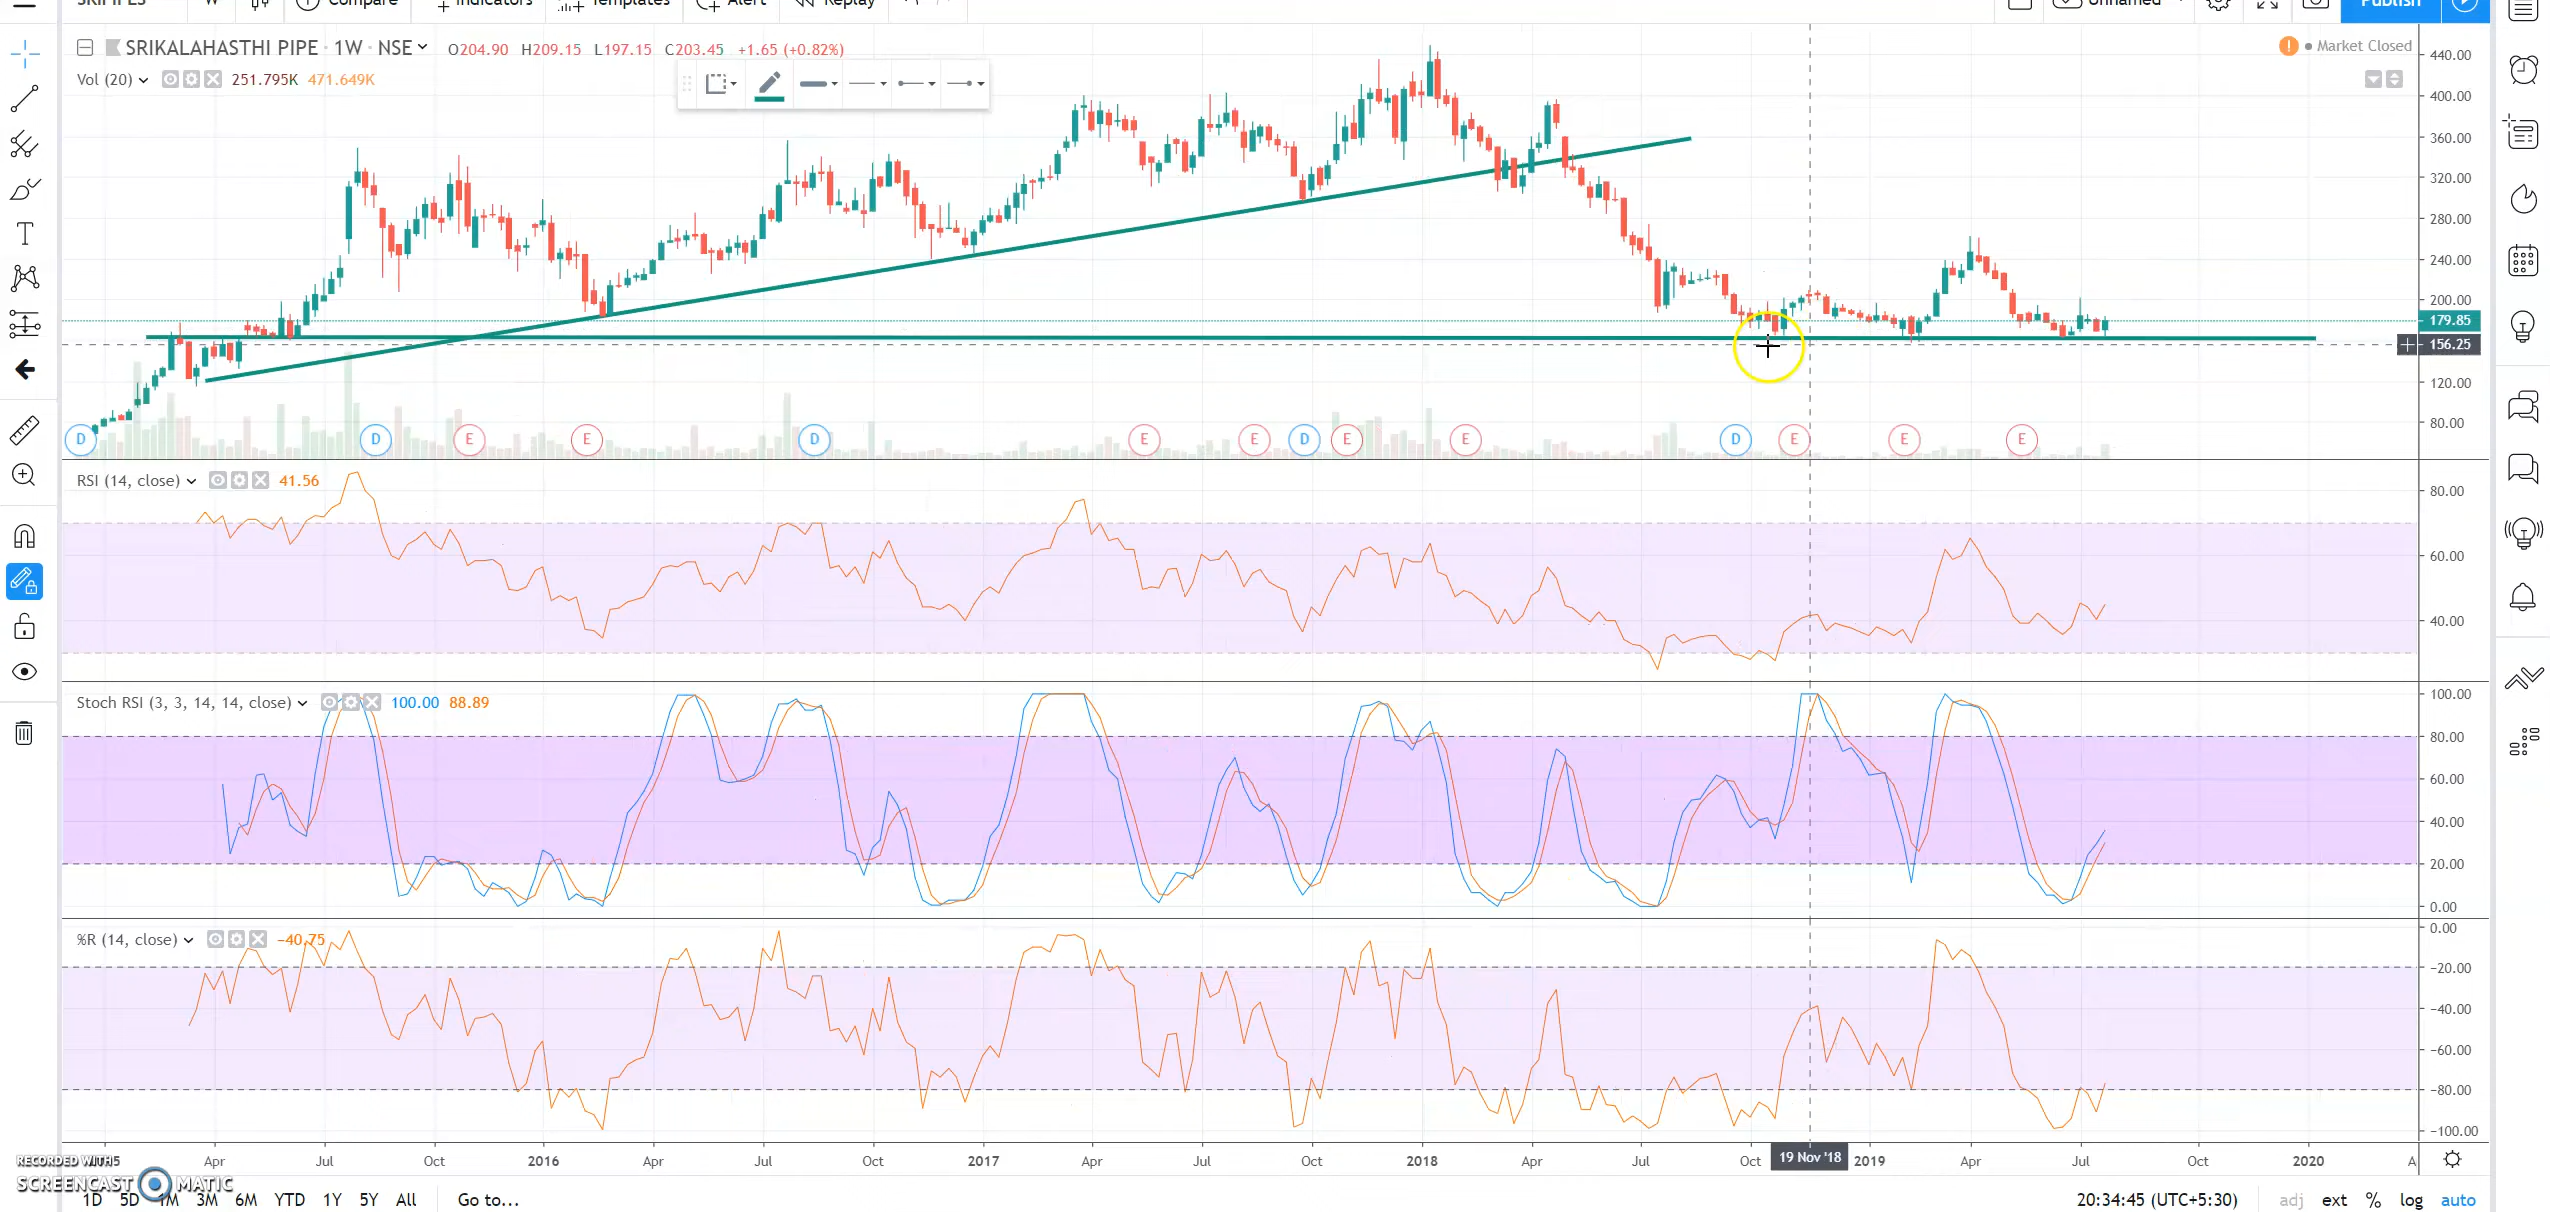 Compare Indicators Templates Alert Replay Unnamed Publish
SRIKALAHASTHI PIPE · 1W · NSE O204.90 H209.15 L197.15 C203.45 +1.65 (+0.82%) Market Closed
Vol (20) 251.795K 471.649K
T
440.00
400.00
360.00
320.00
280.00
240.00
200.00
179.85
156.25
120.00
80.00
D D E E D E E D E E D E E E
RSI (14, close) 41.56
80.00
60.00
40.00
Stoch RSI (3, 3, 14, 14, close) 100.00 88.89
100.00
80.00
60.00
40.00
20.00
0.00
%R (14, close) −40.75
0.00
−20.00
−40.00
−60.00
−80.00
−100.00
Apr Jul Oct 2016 Apr Jul Oct 2017 Apr Jul Oct 2018 Apr Jul Oct 19 Nov '18 2019 Apr Jul Oct 2020 A
RECORDED WITH
SCREENCAST MATIC
1D 5D 1M 3M 6M YTD 1Y 5Y All Go to... 20:34:45 (UTC+5:30) adj ext % log auto